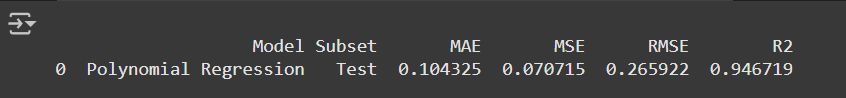 Model Subset MAE MSE RMSE R2
0 Polynomial Regression Test 0.104325 0.070715 0.265922 0.946719